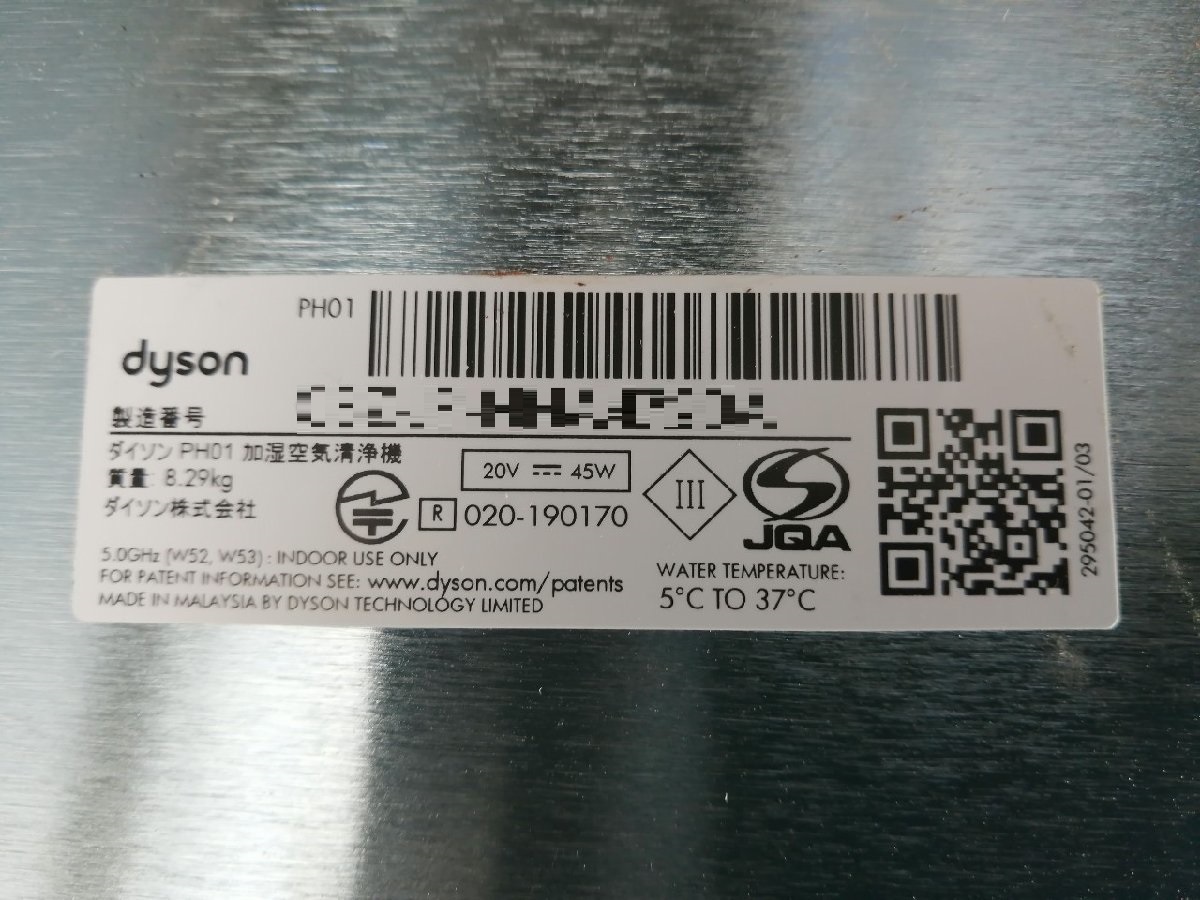 PH01
dyson
製造番号
ダイソン PH01 加湿空気清浄機
質量: 8.29kg
ダイソン株式会社
20V 45W
R 020-190170
III
JQA
5.0GHz (W52, W53) : INDOOR USE ONLY
FOR PATENT INFORMATION SEE: www.dyson.com/patents
MADE IN MALAYSIA BY DYSON TECHNOLOGY LIMITED
WATER TEMPERATURE:
5°C TO 37°C
295042-01/03